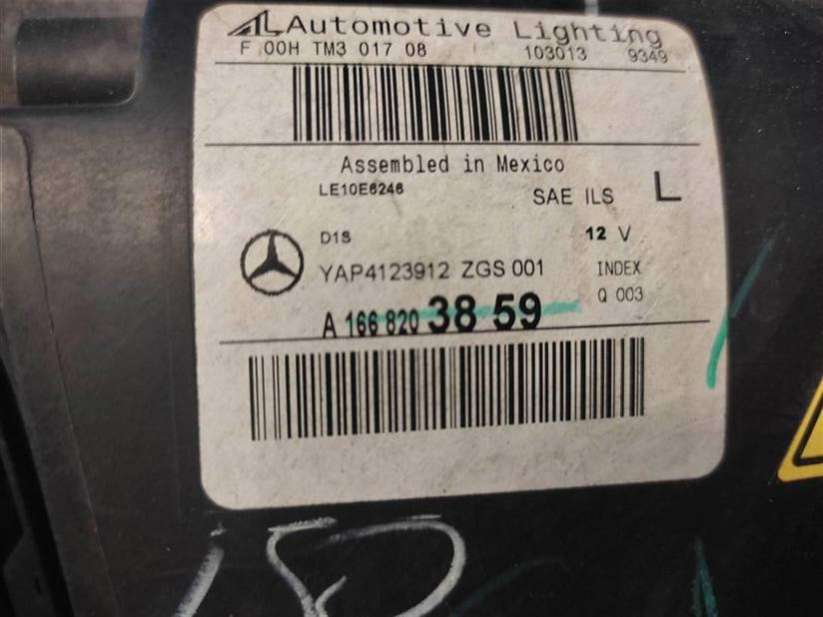 AL Automotive Lighting
F 00H TM3 017 08 103013 9349
Assembled in Mexico
LE10E6246
SAE ILS L
D1S 12 V
YAP4123912 ZGS 001 INDEX
Q 003
A 166 820 38 59